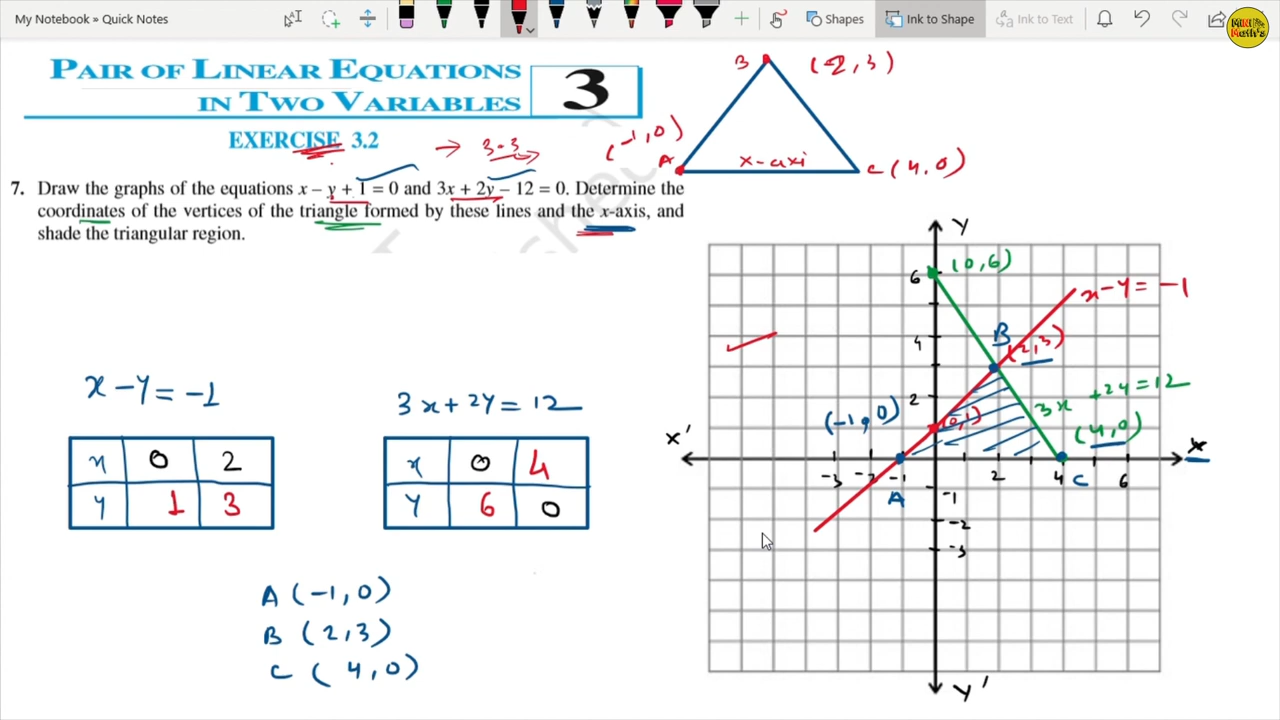 My Notebook » Quick Notes
Shapes
Ink to Shape
Ink to Text
MiKi Math's
PAIR OF LINEAR EQUATIONS
IN TWO VARIABLES
3
EXERCISE 3.2
→ 3.3
7. Draw the graphs of the equations x – y + 1 = 0 and 3x + 2y – 12 = 0. Determine the
coordinates of the vertices of the triangle formed by these lines and the x-axis, and
shade the triangular region.
B (2,3)
(-1,0)
A x-axi C (4,0)
x - y = -1
x 0 2
y 1 3
3x + 2y = 12
x 0 4
y 6 0
A (-1, 0)
B (2,3)
C ( 4,0)
Y
6 (0,6)
x-y = -1
B
4 (2,3)
3x + 2y = 12
2
(-1,0) (0,1) (4,0)
X' X
-3 -2 -1 2 4 C 6
A
-1
-2
-3
Y'